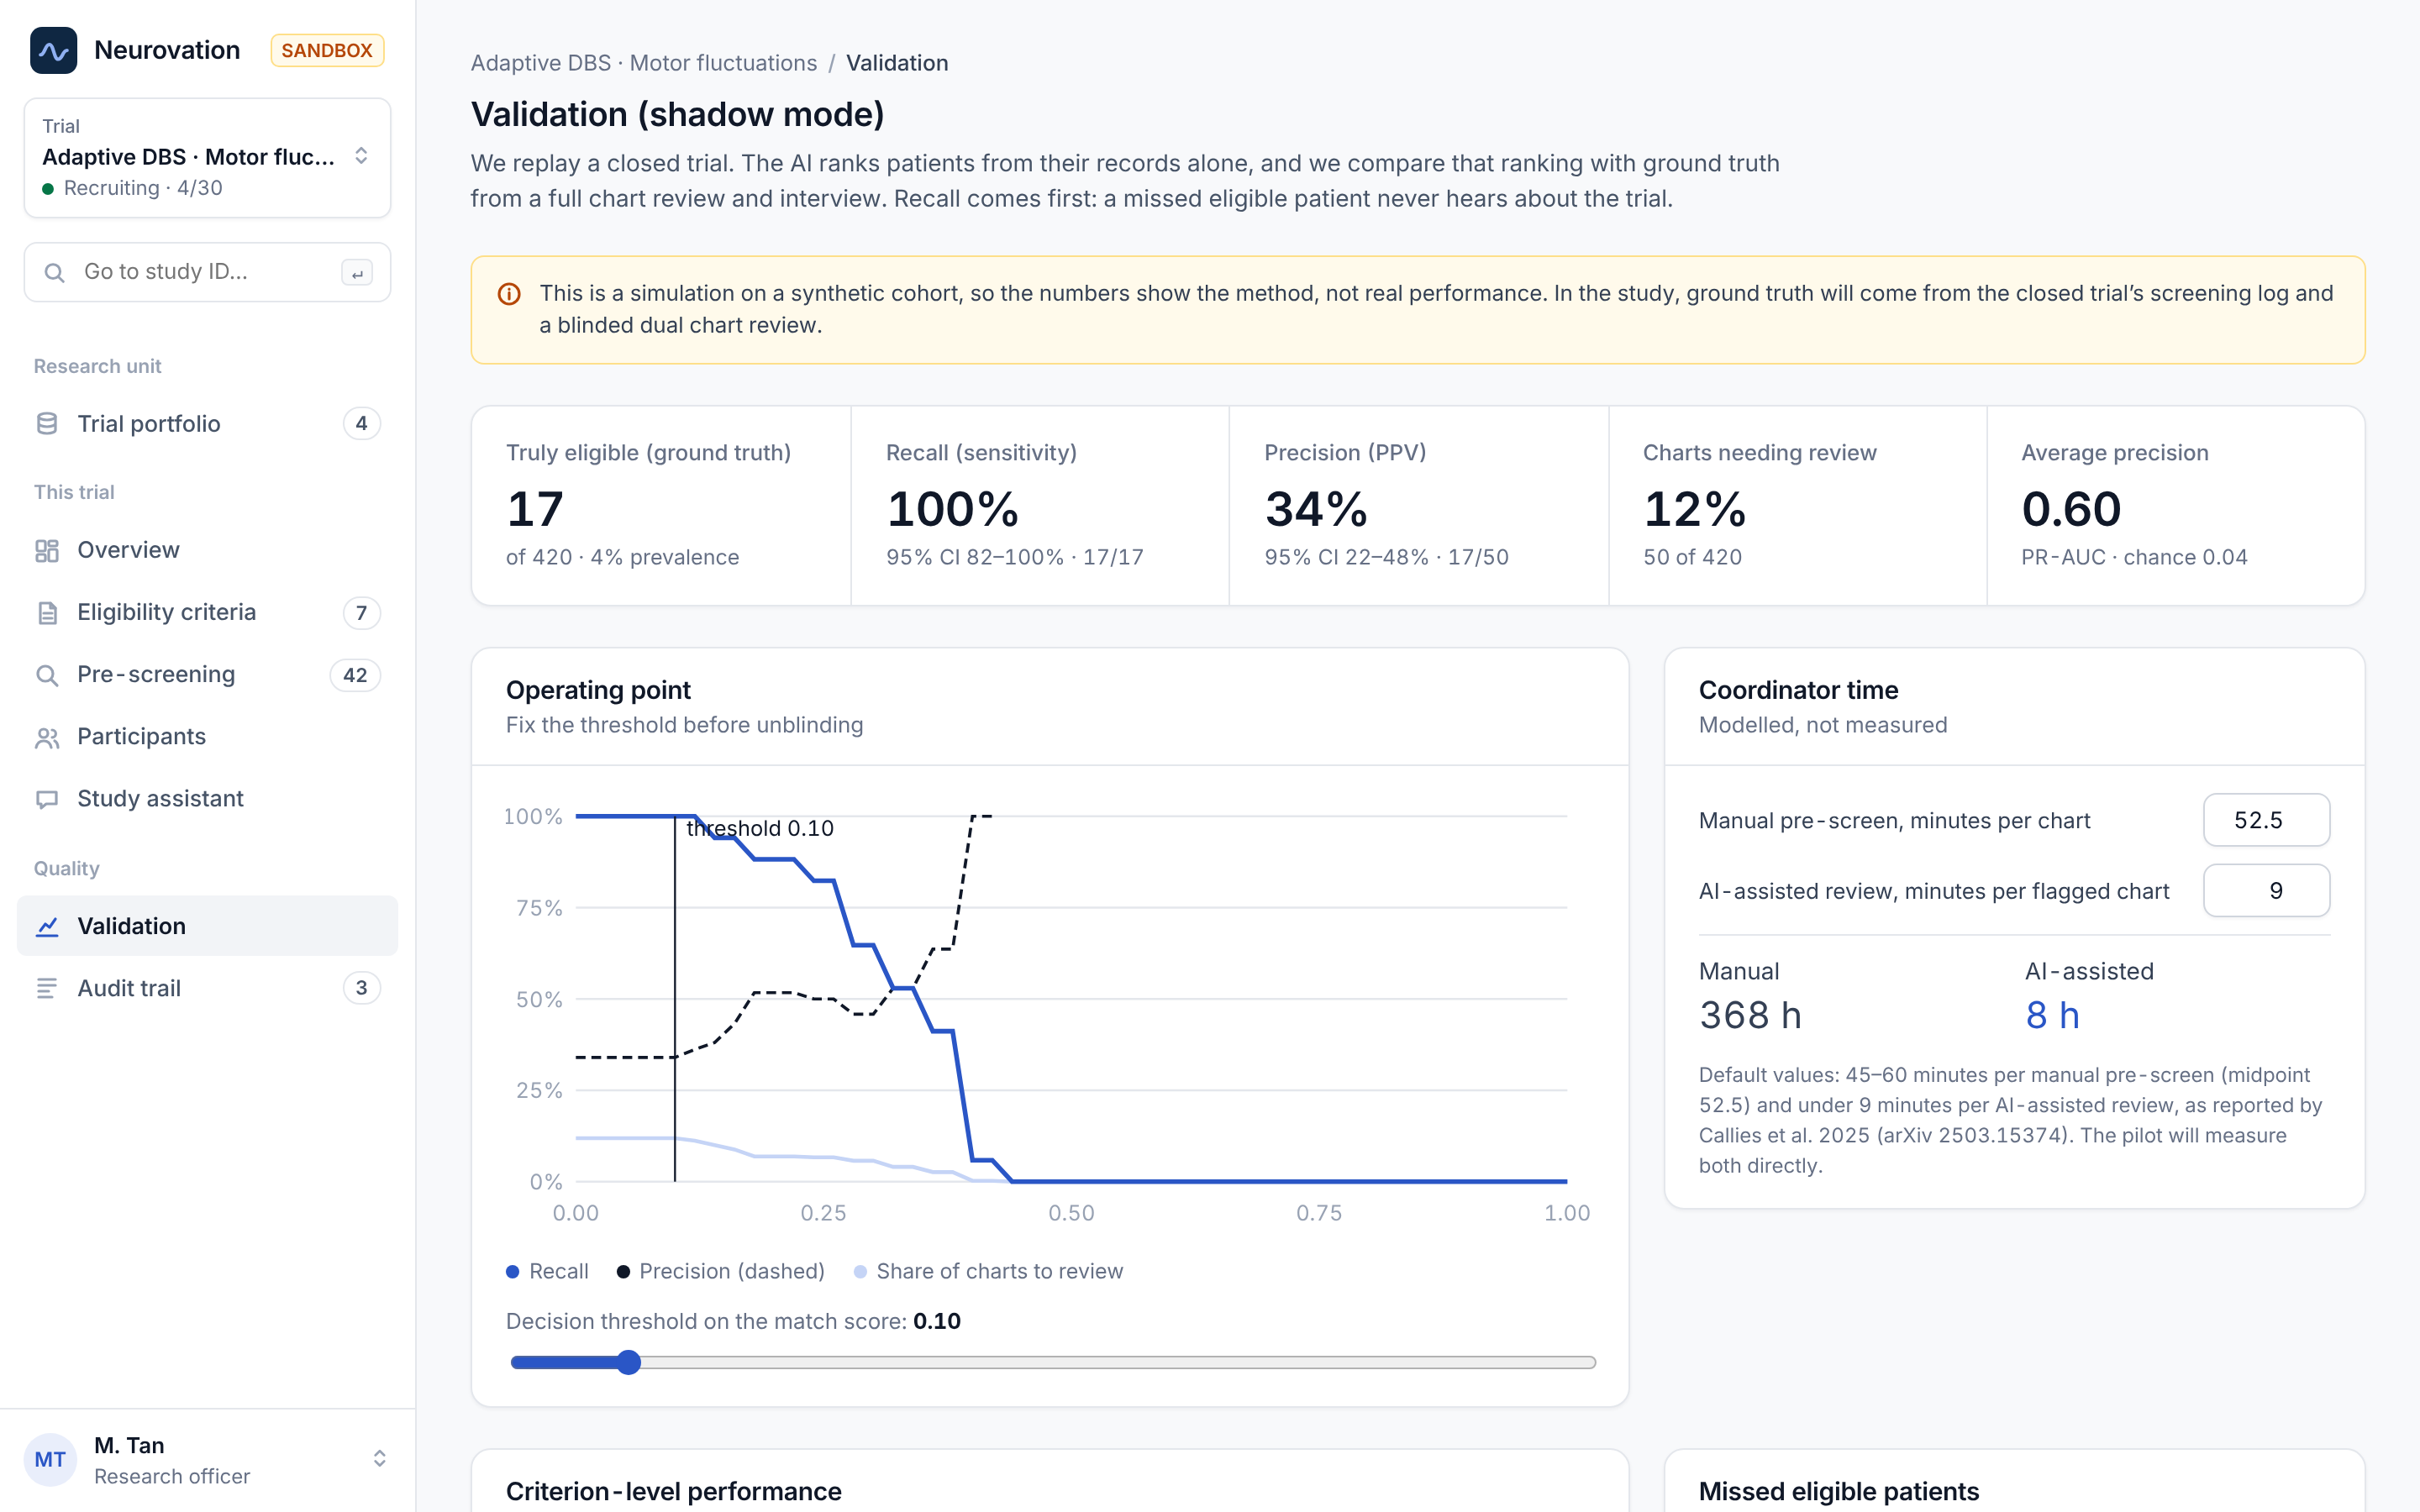 Neurovation
SANDBOX
Trial
Adaptive DBS · Motor fluc...
Recruiting · 4/30
Go to study ID...
Research unit
Trial portfolio
4
This trial
Overview
Eligibility criteria
7
Pre-screening
42
Participants
Study assistant
Quality
Validation
Audit trail
3
MT
M. Tan
Research officer
Adaptive DBS · Motor fluctuations / Validation
Validation (shadow mode)
We replay a closed trial. The AI ranks patients from their records alone, and we compare that ranking with ground truth
from a full chart review and interview. Recall comes first: a missed eligible patient never hears about the trial.
This is a simulation on a synthetic cohort, so the numbers show the method, not real performance. In the study, ground truth will come from the closed trial’s screening log and
a blinded dual chart review.
Truly eligible (ground truth)
17
of 420 · 4% prevalence
Recall (sensitivity)
100%
95% CI 82–100% · 17/17
Precision (PPV)
34%
95% CI 22–48% · 17/50
Charts needing review
12%
50 of 420
Average precision
0.60
PR-AUC · chance 0.04
Operating point
Fix the threshold before unblinding
100%
threshold 0.10
75%
50%
25%
0%
0.00
0.25
0.50
0.75
1.00
Recall
Precision (dashed)
Share of charts to review
Decision threshold on the match score: 0.10
Coordinator time
Modelled, not measured
Manual pre-screen, minutes per chart
52.5
AI-assisted review, minutes per flagged chart
9
Manual
368 h
AI-assisted
8 h
Default values: 45–60 minutes per manual pre-screen (midpoint
52.5) and under 9 minutes per AI-assisted review, as reported by
Callies et al. 2025 (arXiv 2503.15374). The pilot will measure
both directly.
Criterion-level performance
Missed eligible patients